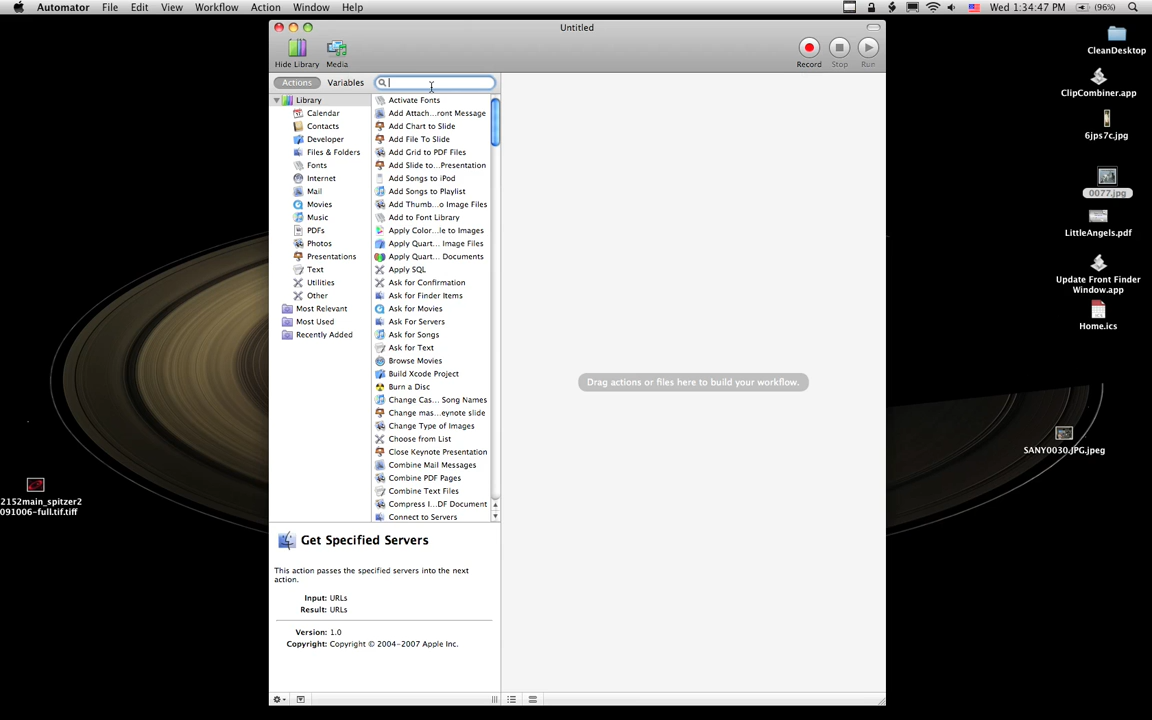 Automator File Edit View Workflow Action Window Help Wed 1:34:47 PM (96%)
Untitled
Hide Library Media Record Stop Run
Actions Variables
Library
Calendar
Contacts
Developer
Files & Folders
Fonts
Internet
Mail
Movies
Music
PDFs
Photos
Presentations
Text
Utilities
Other
Most Relevant
Most Used
Recently Added
Activate Fonts
Add Attach...ront Message
Add Chart to Slide
Add File To Slide
Add Grid to PDF Files
Add Slide to...Presentation
Add Songs to iPod
Add Songs to Playlist
Add Thumb...o Image Files
Add to Font Library
Apply Color...le to Images
Apply Quart... Image Files
Apply Quart... Documents
Apply SQL
Ask for Confirmation
Ask for Finder Items
Ask for Movies
Ask For Servers
Ask for Songs
Ask for Text
Browse Movies
Build Xcode Project
Burn a Disc
Change Cas... Song Names
Change mas...eynote slide
Change Type of Images
Choose from List
Close Keynote Presentation
Combine Mail Messages
Combine PDF Pages
Combine Text Files
Compress I...DF Document
Connect to Servers
Drag actions or files here to build your workflow.
Get Specified Servers
This action passes the specified servers into the next
action.
Input: URLs
Result: URLs
Version: 1.0
Copyright: Copyright © 2004-2007 Apple Inc.
CleanDesktop
ClipCombiner.app
6jps7c.jpg
0077.jpg
LittleAngels.pdf
Update Front Finder
Window.app
Home.ics
SANY0030.JPG.jpeg
2152main_spitzer2
091006-full.tif.tiff